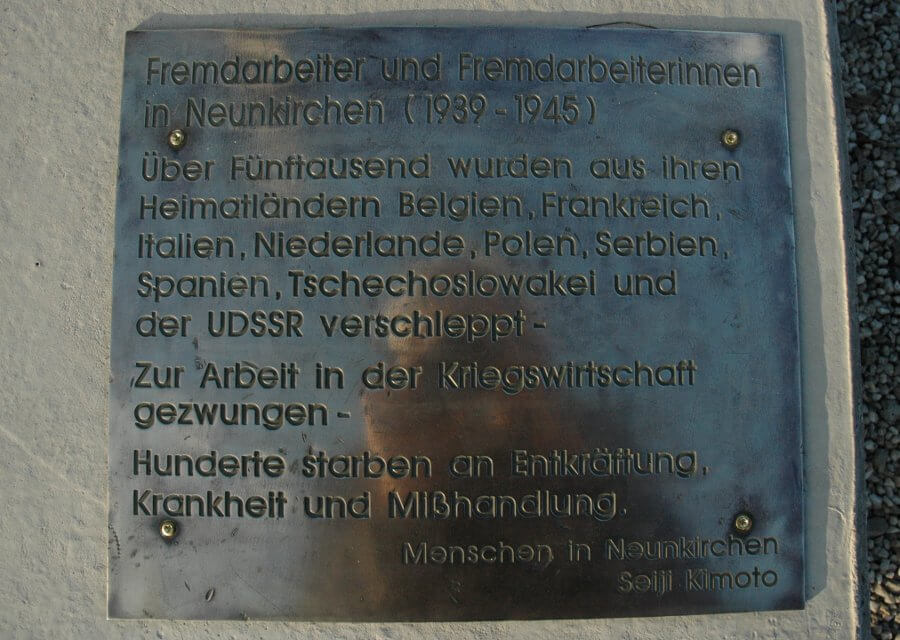 Fremdarbeiter und Fremdarbeiterinnen
in Neunkirchen (1939-1945)
Über Fünftausend wurden aus ihren
Heimatländern Belgien, Frankreich,
Italien, Niederlande, Polen, Serbien,
Spanien, Tschechoslowakei und
der UDSSR verschleppt-
Zur Arbeit in der Kriegswirtschaft
gezwungen-
Hunderte starben an Entkräftung,
Krankheit und Mißhandlung.
Menschen in Neunkirchen
Seiji Kimoto